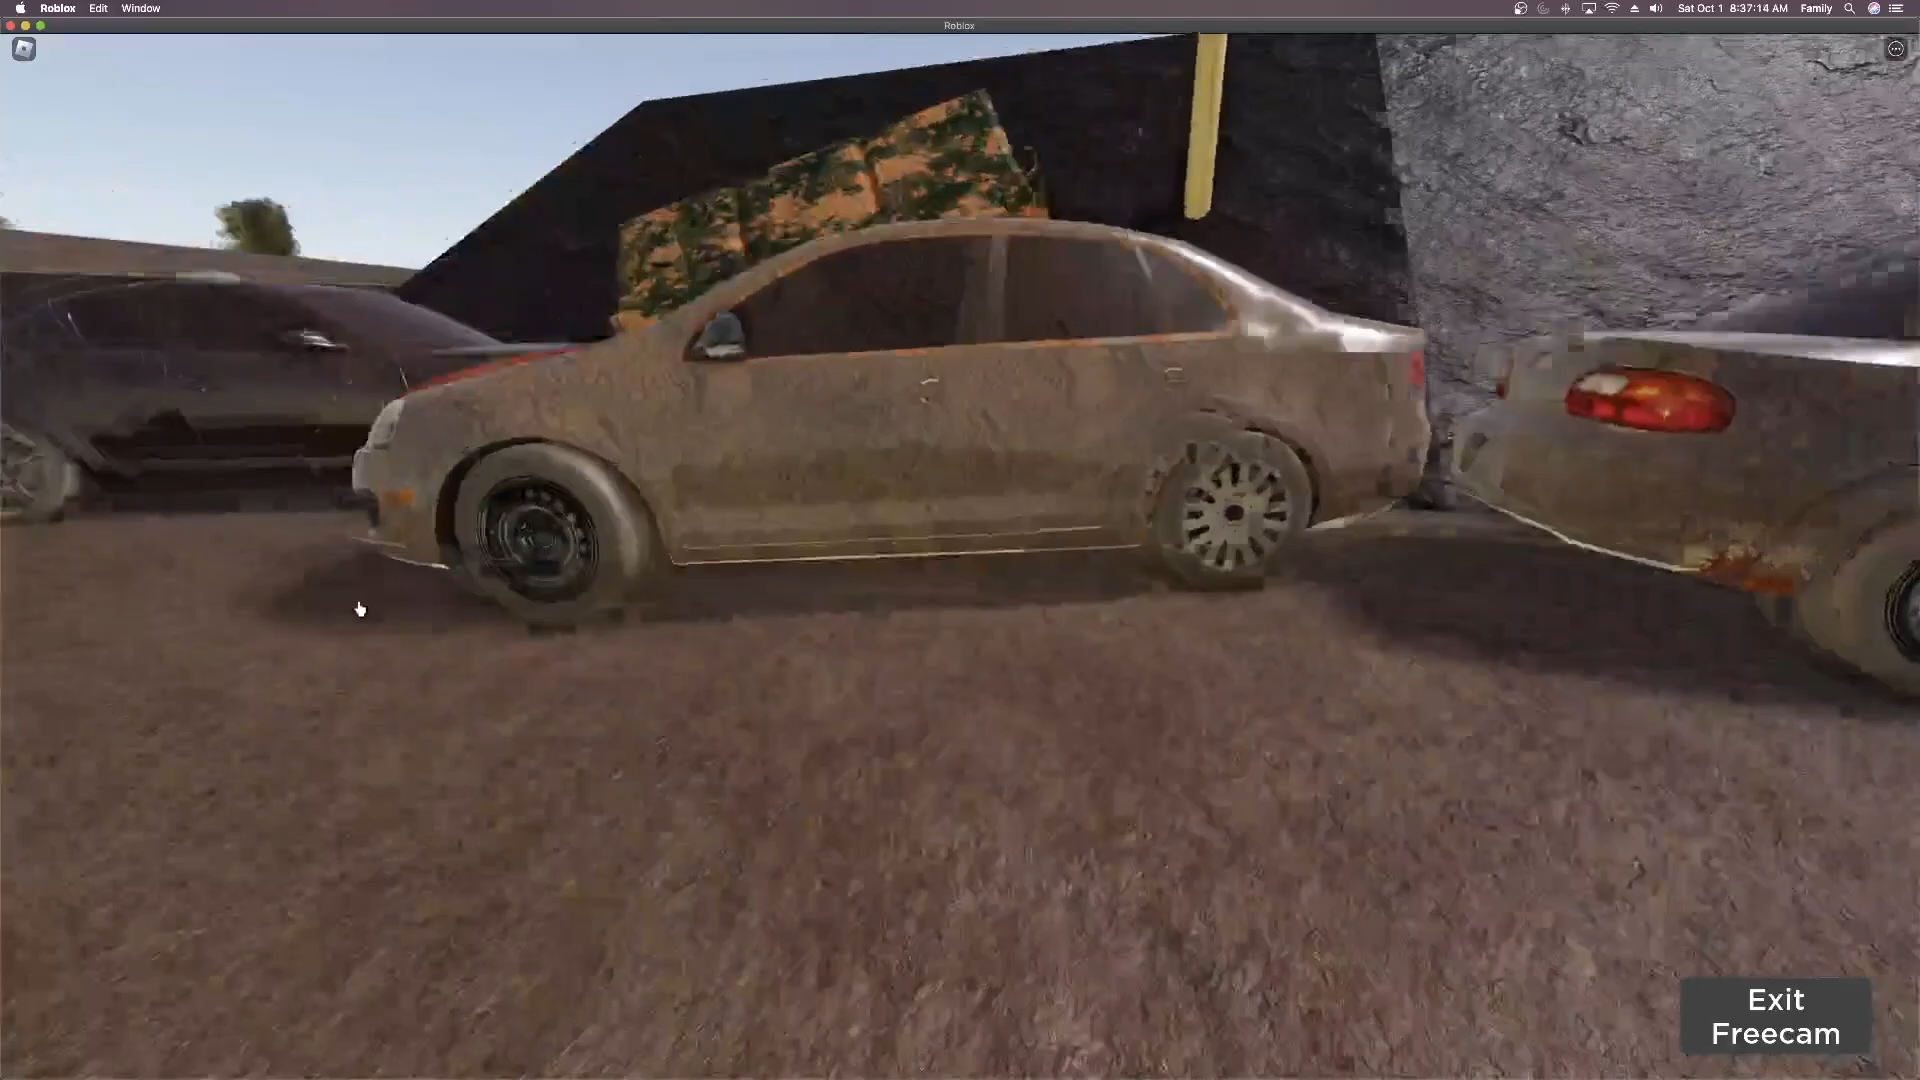 Roblox Edit Window
Sat Oct 1 8:37:14 AM Family
Roblox
Exit
Freecam